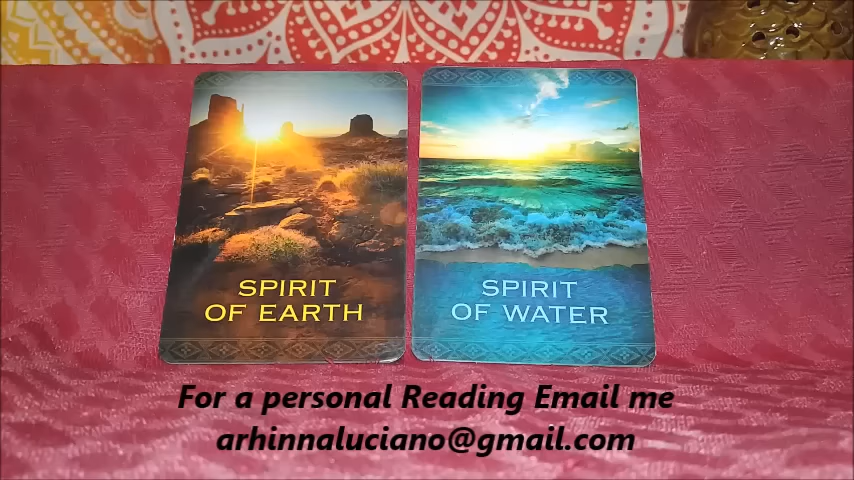 SPIRIT
OF EARTH
SPIRIT
OF WATER
For a personal Reading Email me
arhinnaluciano@gmail.com